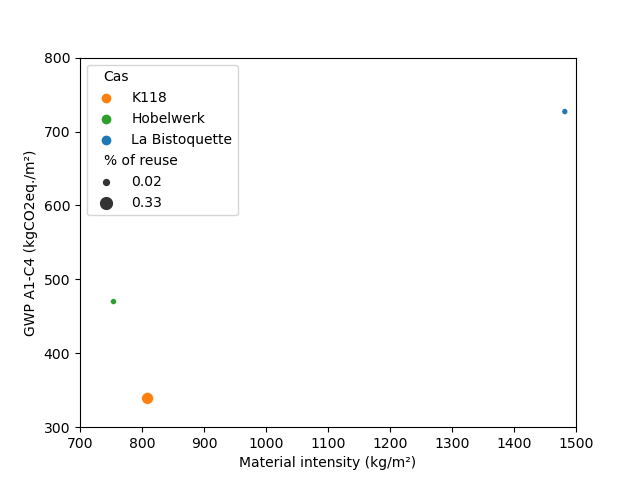 800
700
600
500
400
300
GWP A1-C4 (kgCO2eq./m²)
Cas
K118
Hobelwerk
La Bistoquette
% of reuse
0.02
0.33
700 800 900 1000 1100 1200 1300 1400 1500
Material intensity (kg/m²)